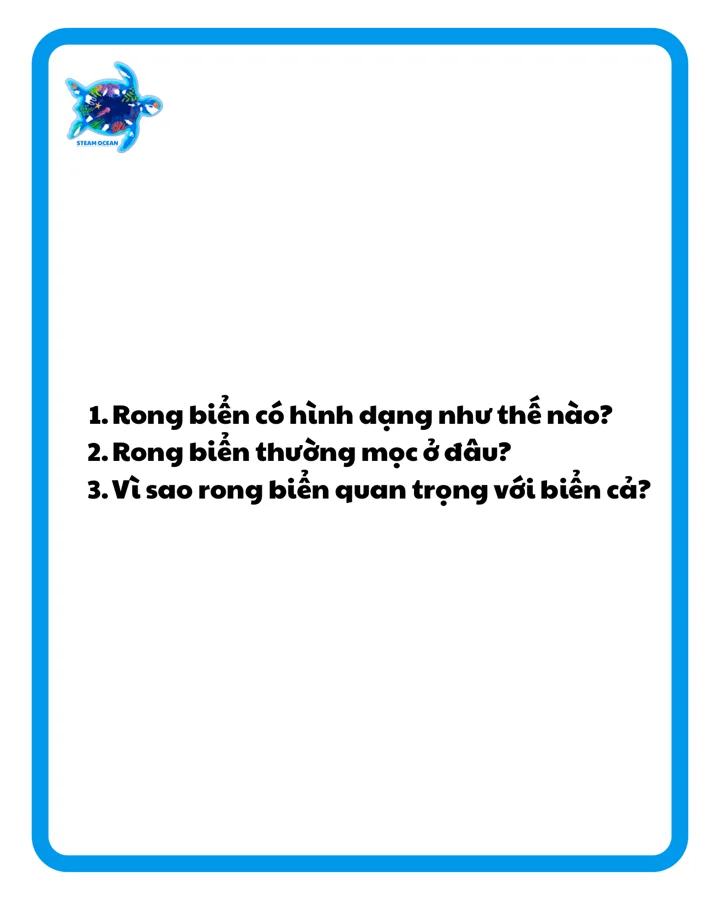 STEAM OCEAN
1. Rong biển có hình dạng như thế nào?
2. Rong biển thường mọc ở đâu?
3. Vì sao rong biển quan trọng với biển cả?